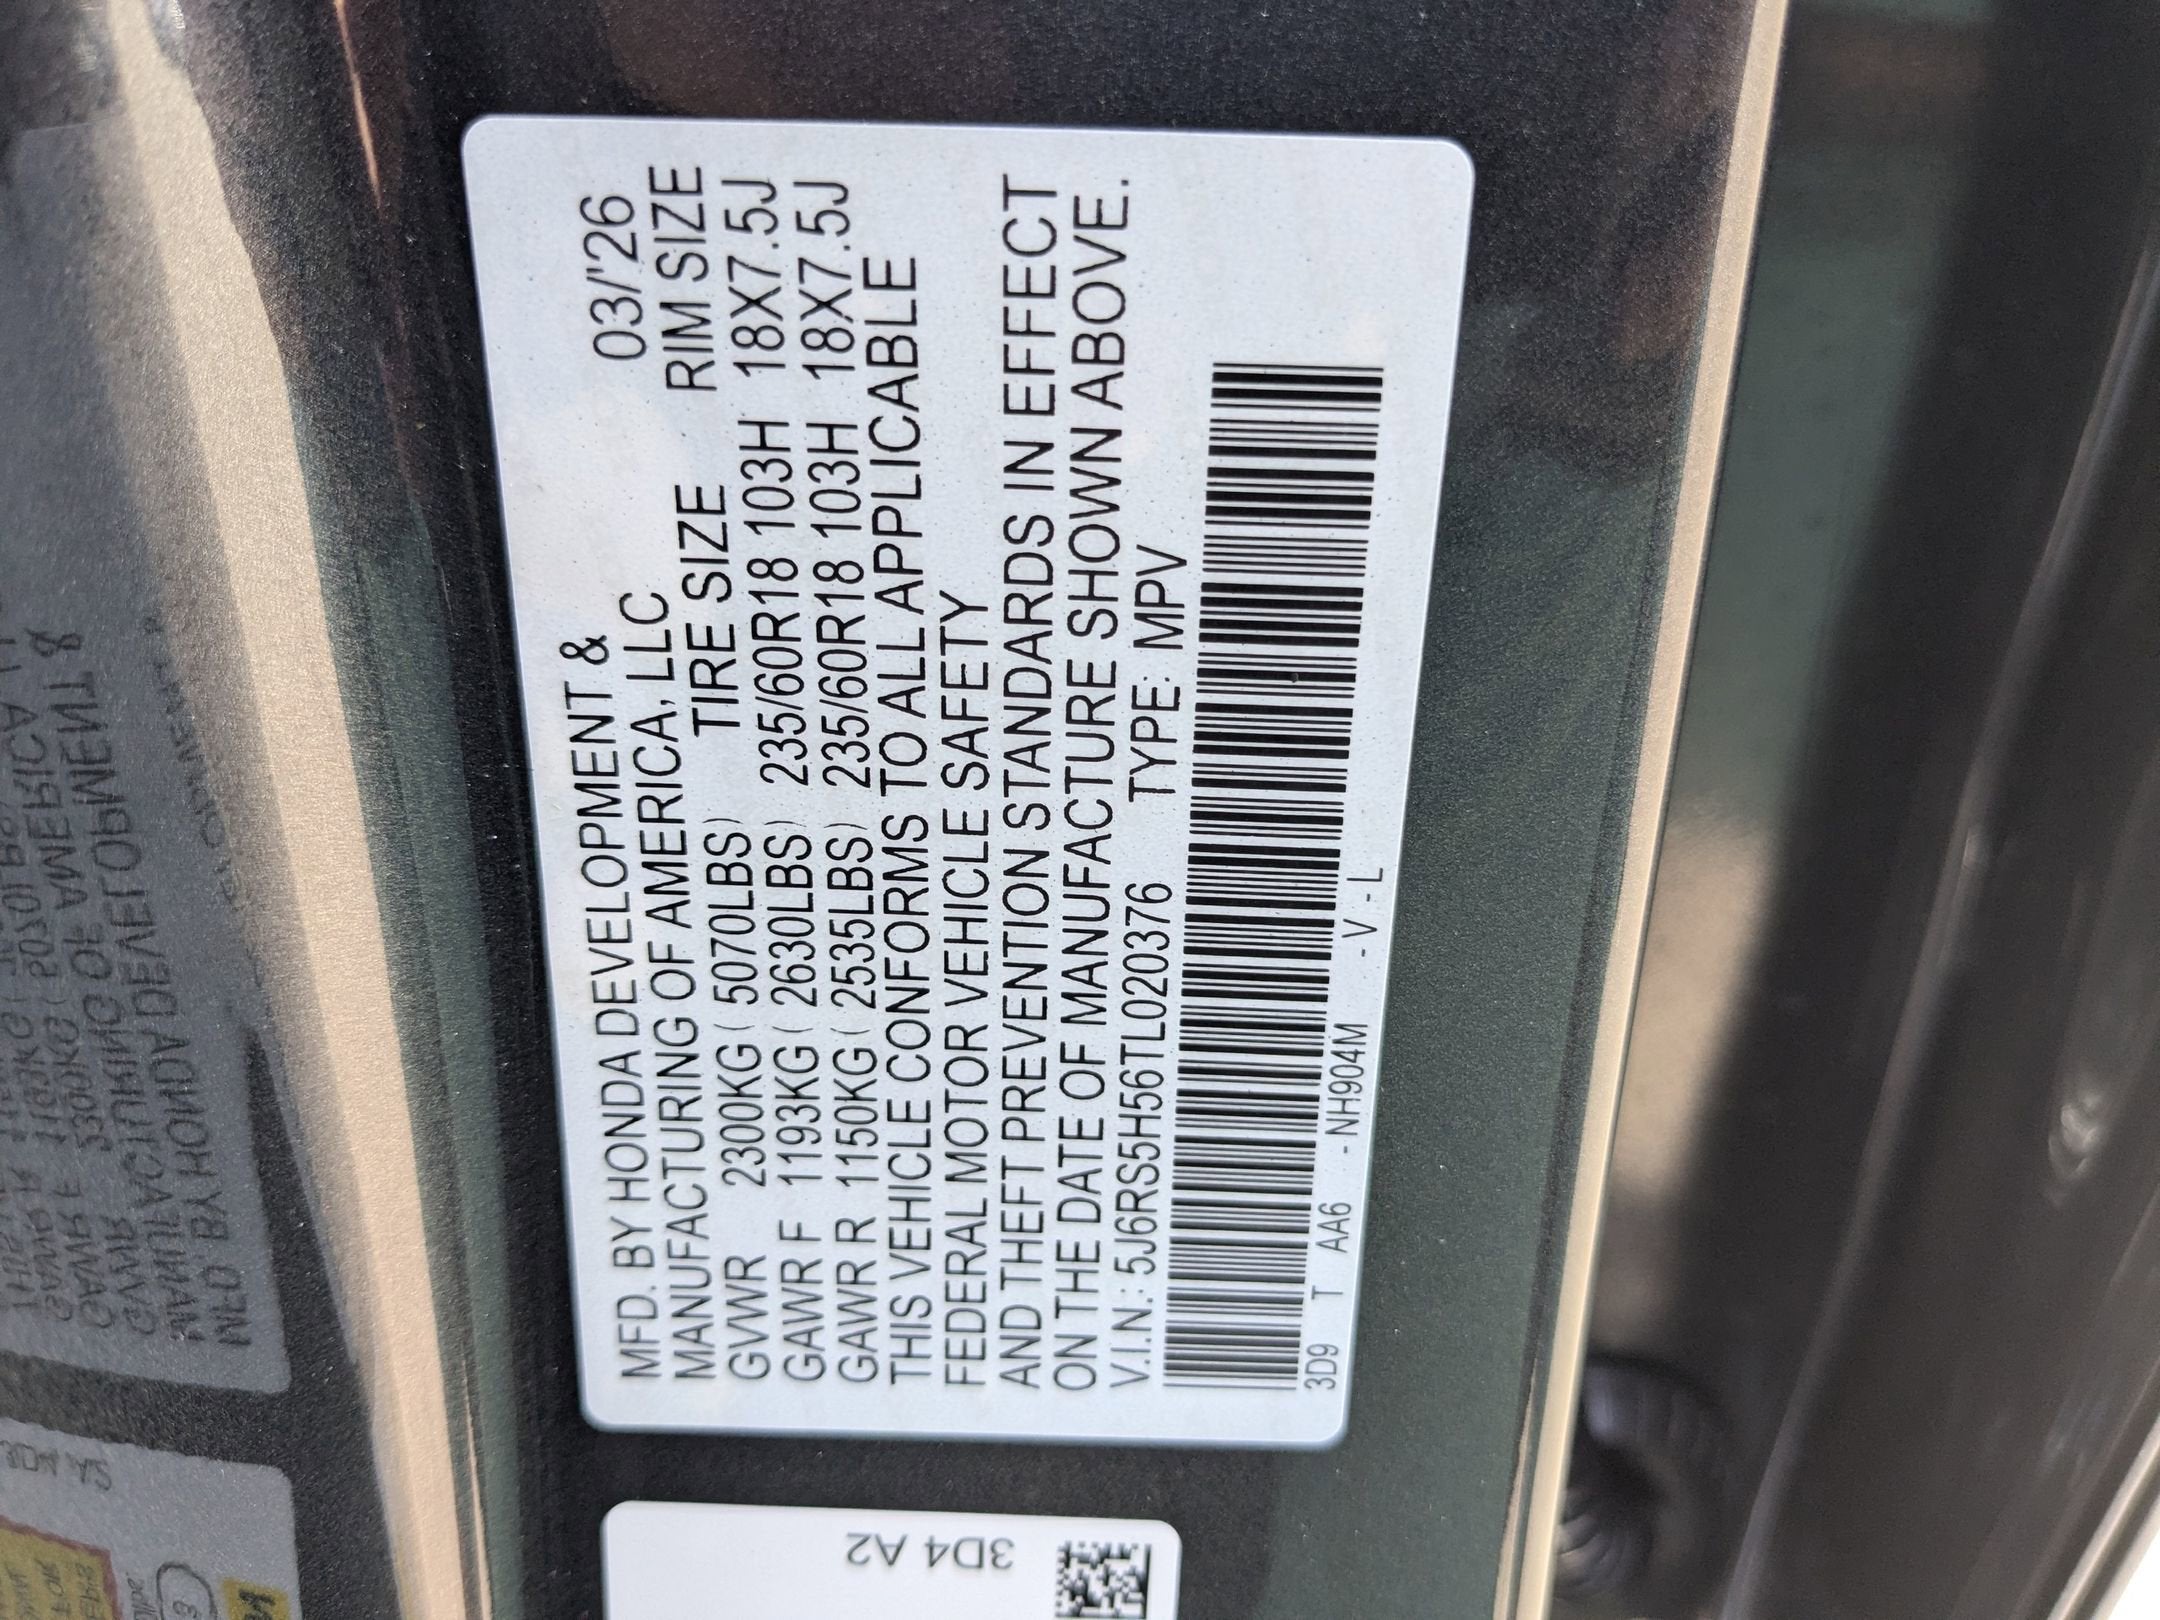 MFD. BY HONDA DEVELOPMENT & 03/'26
MANUFACTURING OF AMERICA, LLC RIM SIZE
TIRE SIZE
GVWR 2300KG ( 5070LBS) 235/60R18 103H 18X7.5J
GAWR F 1193KG ( 2630LBS) 235/60R18 103H 18X7.5J
GAWR R 1150KG ( 2535LBS)
THIS VEHICLE CONFORMS TO ALL APPLICABLE
FEDERAL MOTOR VEHICLE SAFETY
AND THEFT PREVENTION STANDARDS IN EFFECT
ON THE DATE OF MANUFACTURE SHOWN ABOVE.
V.I.N.: 5J6RS5H56TL020376 TYPE: MPV
3D9 T AA6 - NH904M - V - L
3D4 A2